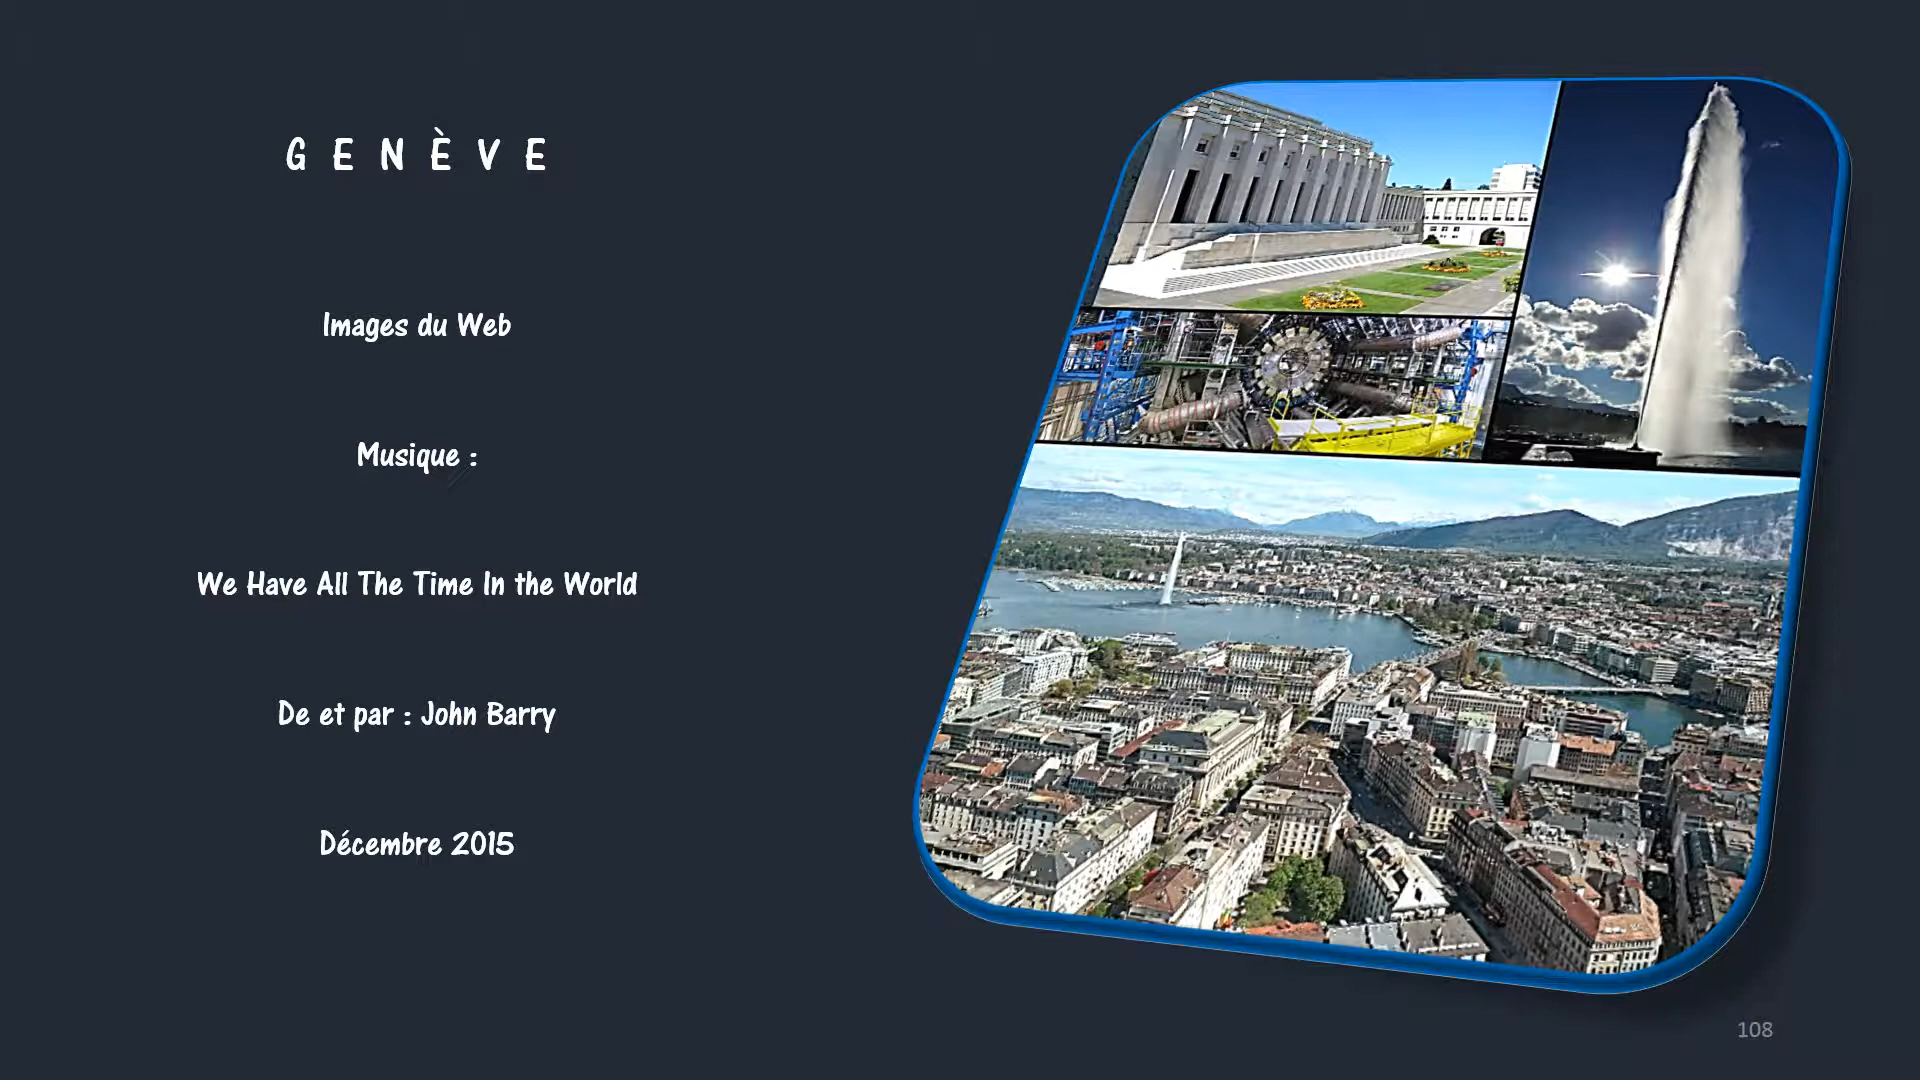 GENÈVE
Images du Web
Musique :
We Have All The Time In the World
De et par : John Barry
Décembre 2015
108